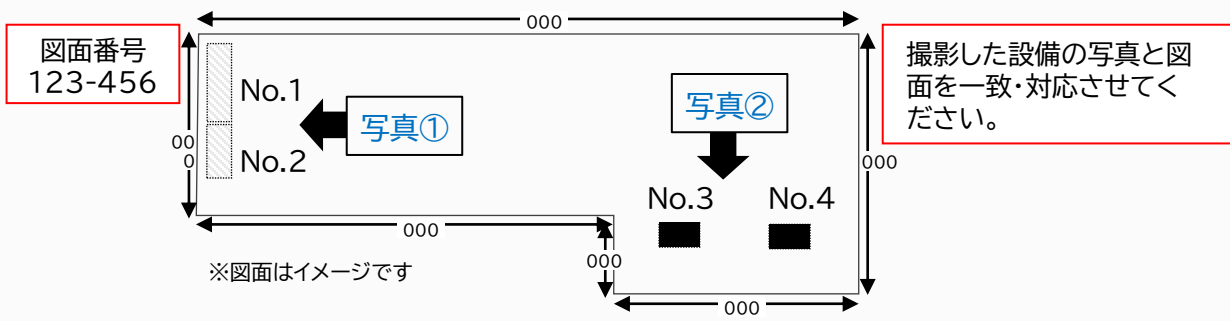 000
図面番号
123-456
No.1
写真①
No.2
000
写真②
撮影した設備の写真と図
面を一致・対応させてく
ださい。
000
No.3
No.4
000
000
※図面はイメージです
000